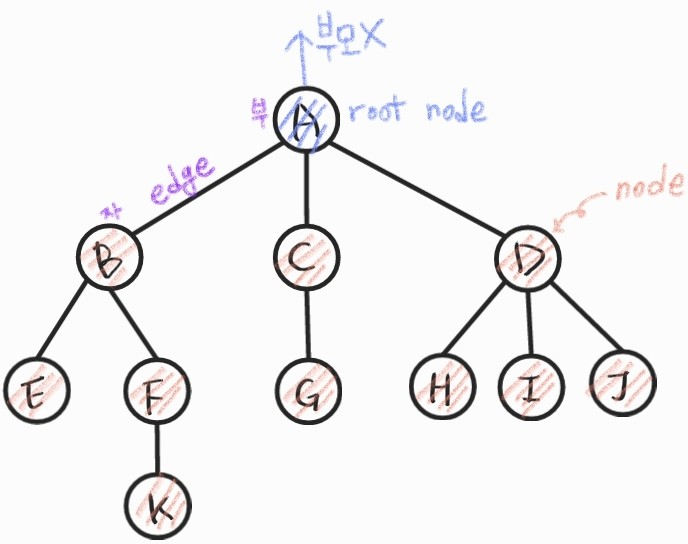 부모X
부 A root node
edge
node
자
B C D
E F G H I J
K